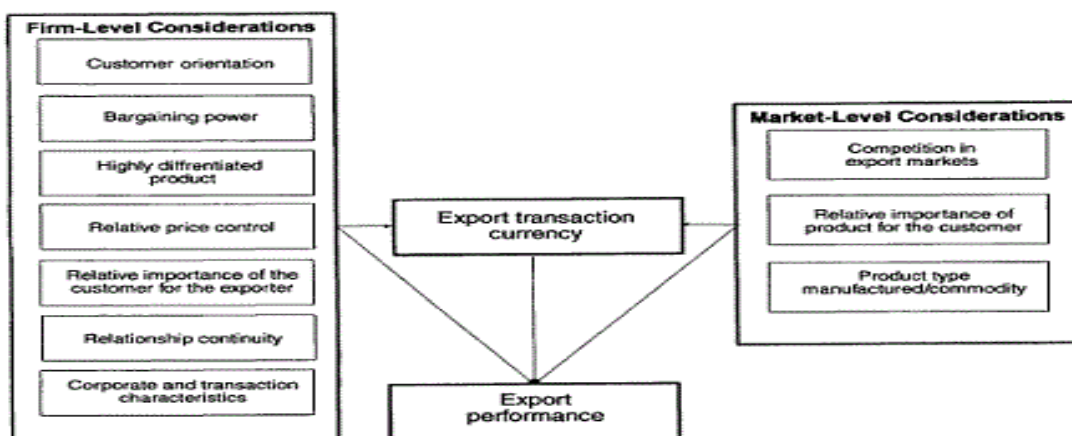 Firm-Level Considerations
Customer orientation
Bargaining power
Highly diffrentiated
product
Relative price control
Relative importance of the
customer for the exporter
Relationship continuity
Corporate and transaction
characteristics
Export transaction
currency
Export
performance
Market-Level Considerations
Competition in
export markets
Relative importance of
product for the customer
Product type
manufactured/commodity